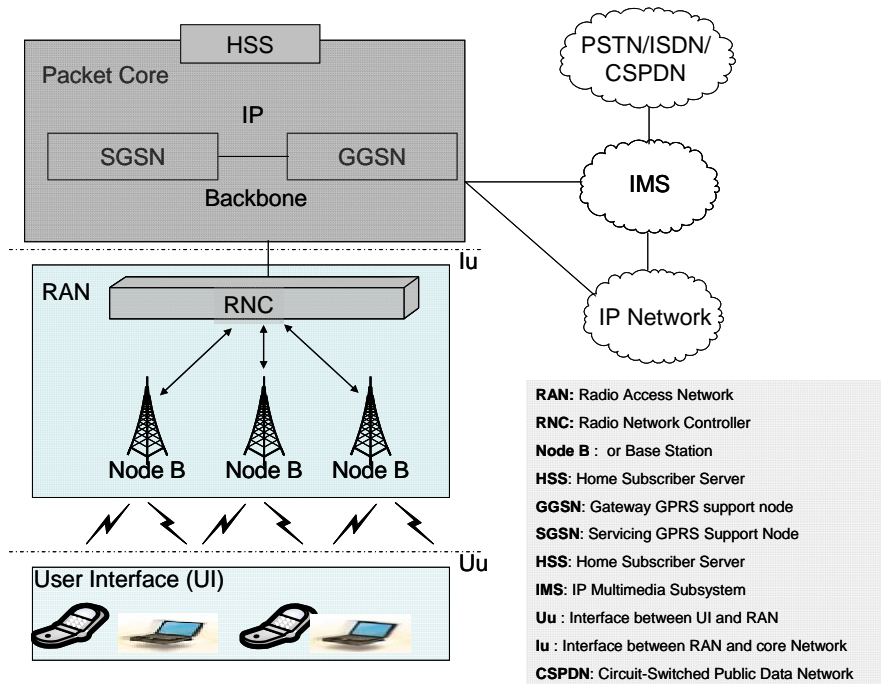 HSS
Packet Core
IP
SGSN
GGSN
Backbone
PSTN/ISDN/
CSPDN
IMS
IP Network
Iu
RAN
RNC
Node B
Node B
Node B
Uu
User Interface (UI)
RAN: Radio Access Network
RNC: Radio Network Controller
Node B : or Base Station
HSS: Home Subscriber Server
GGSN: Gateway GPRS support node
SGSN: Servicing GPRS Support Node
HSS: Home Subscriber Server
IMS: IP Multimedia Subsystem
Uu : Interface between UI and RAN
Iu : Interface between RAN and core Network
CSPDN: Circuit-Switched Public Data Network